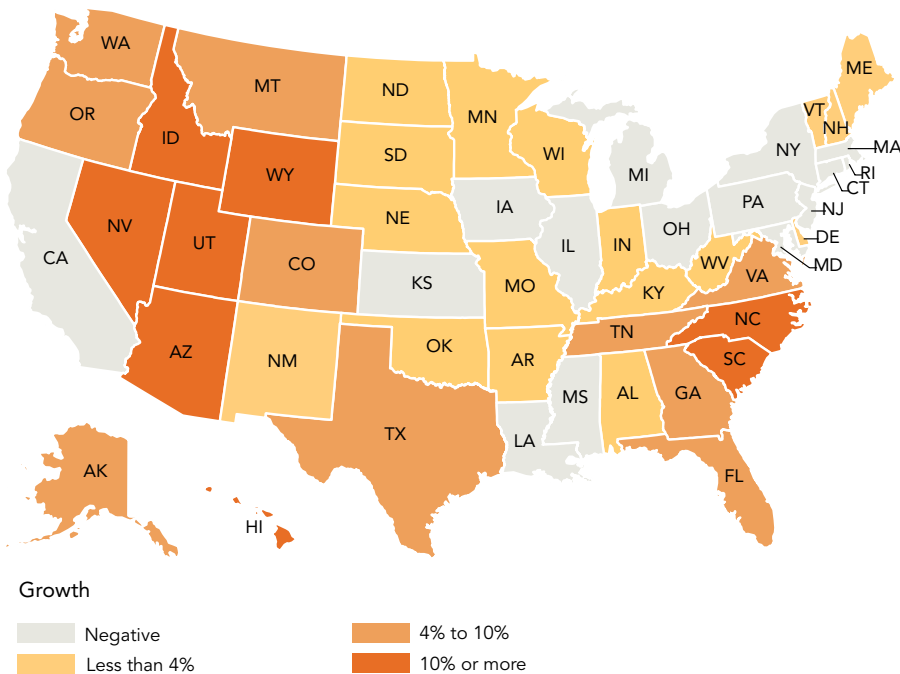 WA
MT
ND
MN
ME
OR
ID
VT
NH
WI
SD
NY
MA
WY
MI
RI
CT
IA
PA
NE
NJ
NV
UT
OH
DE
CA
CO
IL
IN
WV
MD
KS
MO
VA
KY
NC
TN
AZ
NM
OK
AR
SC
MS
AL
GA
TX
LA
AK
FL
HI
Growth
Negative
4% to 10%
Less than 4%
10% or more